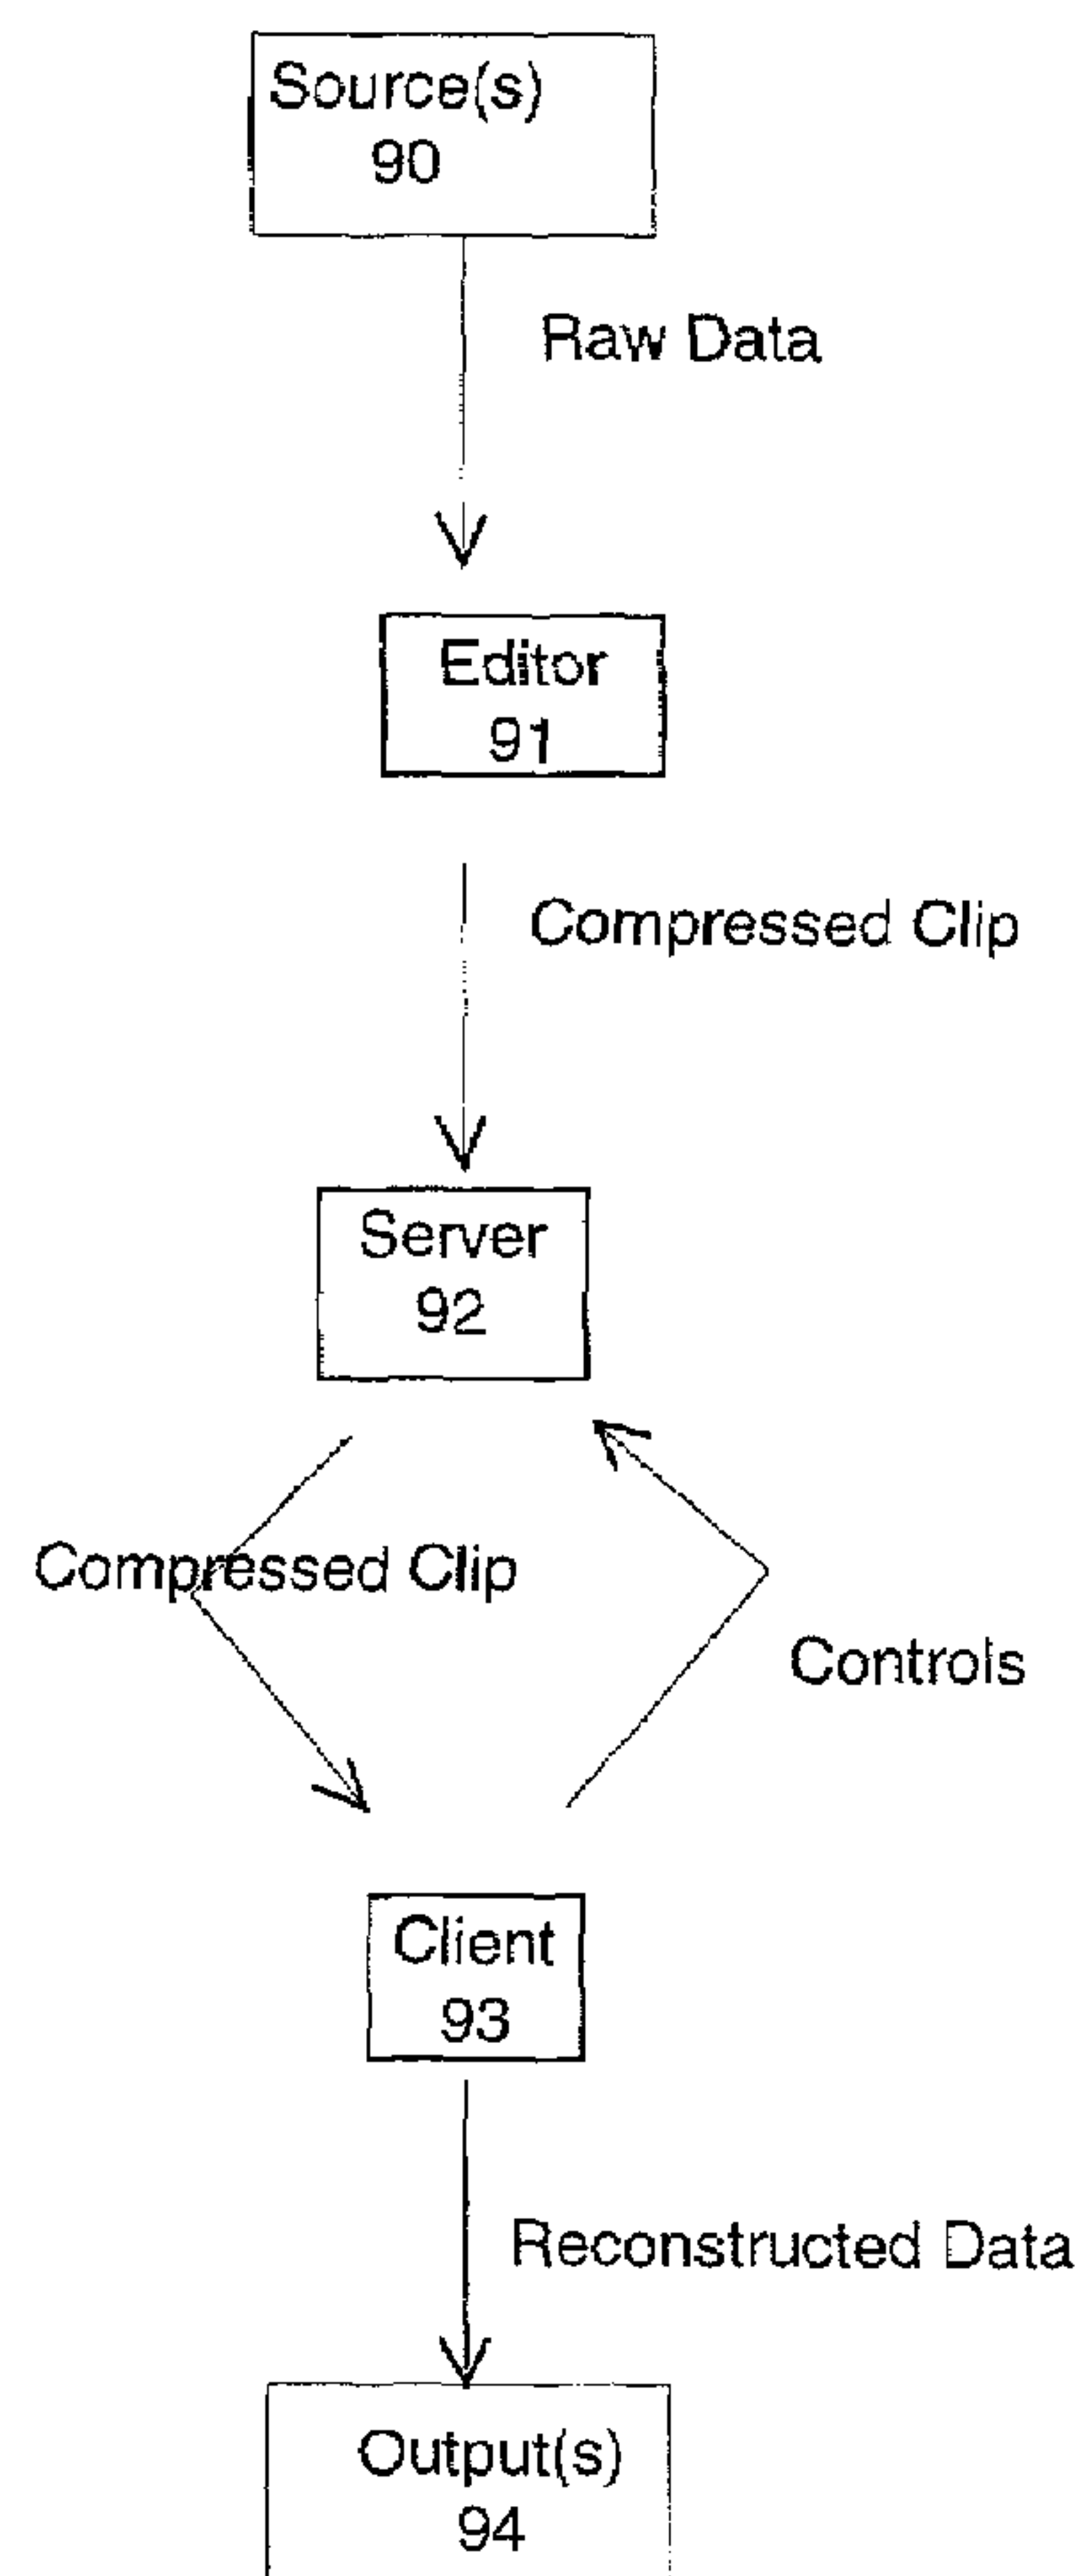 Source(s)
90
Raw Data
Editor
91
Compressed Clip
Server
92
Compressed Clip
Controls
Client
93
Reconstructed Data
Output(s)
94